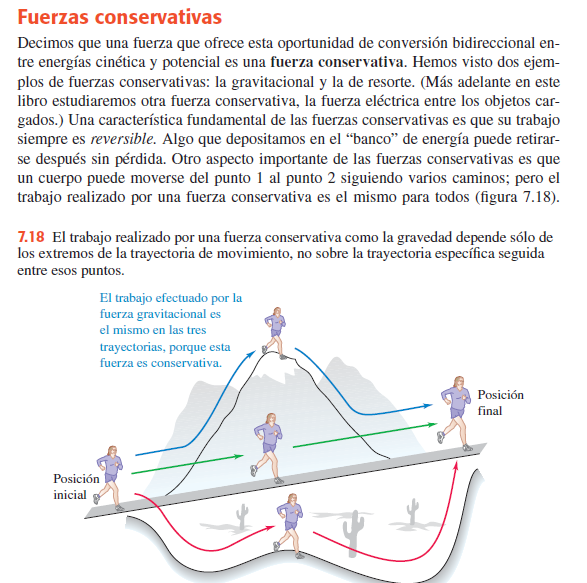 Fuerzas conservativas
Decimos que una fuerza que ofrece esta oportunidad de conversión bidireccional en-
tre energías cinética y potencial es una fuerza conservativa. Hemos visto dos ejem-
plos de fuerzas conservativas: la gravitacional y la de resorte. (Más adelante en este
libro estudiaremos otra fuerza conservativa, la fuerza eléctrica entre los objetos car-
gados.) Una característica fundamental de las fuerzas conservativas es que su trabajo
siempre es reversible. Algo que depositamos en el “banco” de energía puede retirar-
se después sin pérdida. Otro aspecto importante de las fuerzas conservativas es que
un cuerpo puede moverse del punto 1 al punto 2 siguiendo varios caminos; pero el
trabajo realizado por una fuerza conservativa es el mismo para todos (figura 7.18).
7.18 El trabajo realizado por una fuerza conservativa como la gravedad depende sólo de
los extremos de la trayectoria de movimiento, no sobre la trayectoria específica seguida
entre esos puntos.
El trabajo efectuado por la
fuerza gravitacional es
el mismo en las tres
trayectorias, porque esta
fuerza es conservativa.
Posición
final
Posición
inicial